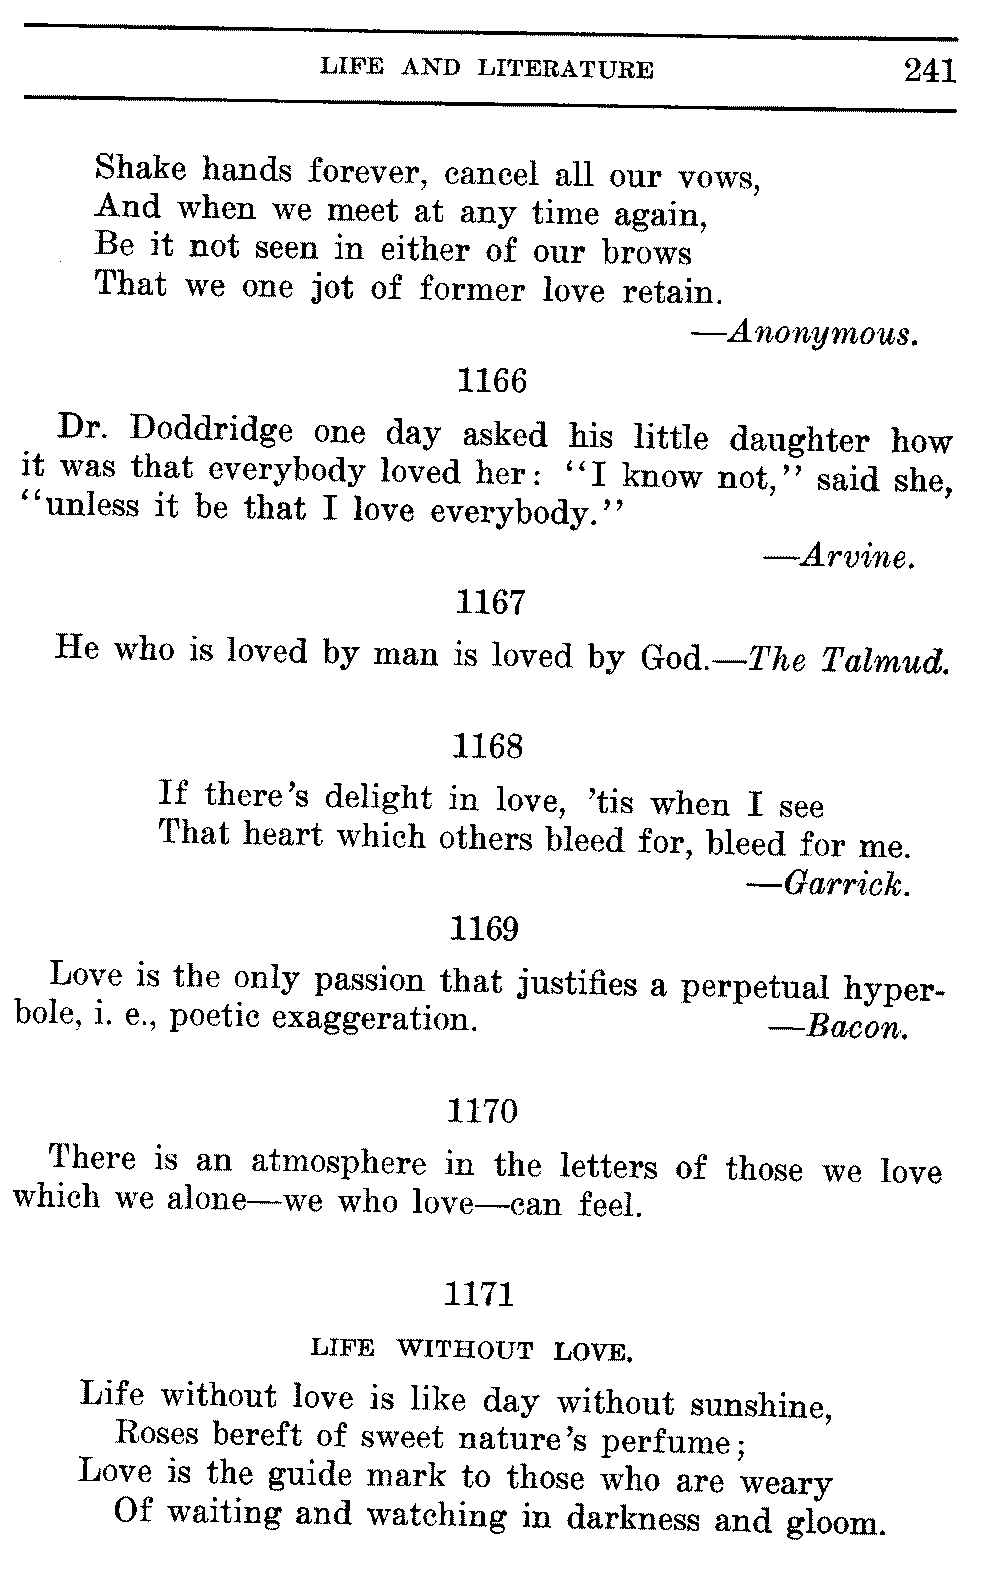 LIFE AND LITERATURE 241
Shake hands forever, cancel all our vows,
And when we meet at any time again,
Be it not seen in either of our brows
That we one jot of former love retain.
—Anonymous.
1166
Dr. Doddridge one day asked his little daughter how
it was that everybody loved her: “I know not,” said she,
“unless it be that I love everybody.”
—Arvine.
1167
He who is loved by man is loved by God.—The Talmud.
1168
If there’s delight in love, ’tis when I see
That heart which others bleed for, bleed for me.
—Garrick.
1169
Love is the only passion that justifies a perpetual hyper-
bole, i. e., poetic exaggeration. —Bacon.
1170
There is an atmosphere in the letters of those we love
which we alone—we who love—can feel.
1171
LIFE WITHOUT LOVE.
Life without love is like day without sunshine,
Roses bereft of sweet nature’s perfume;
Love is the guide mark to those who are weary
Of waiting and watching in darkness and gloom.